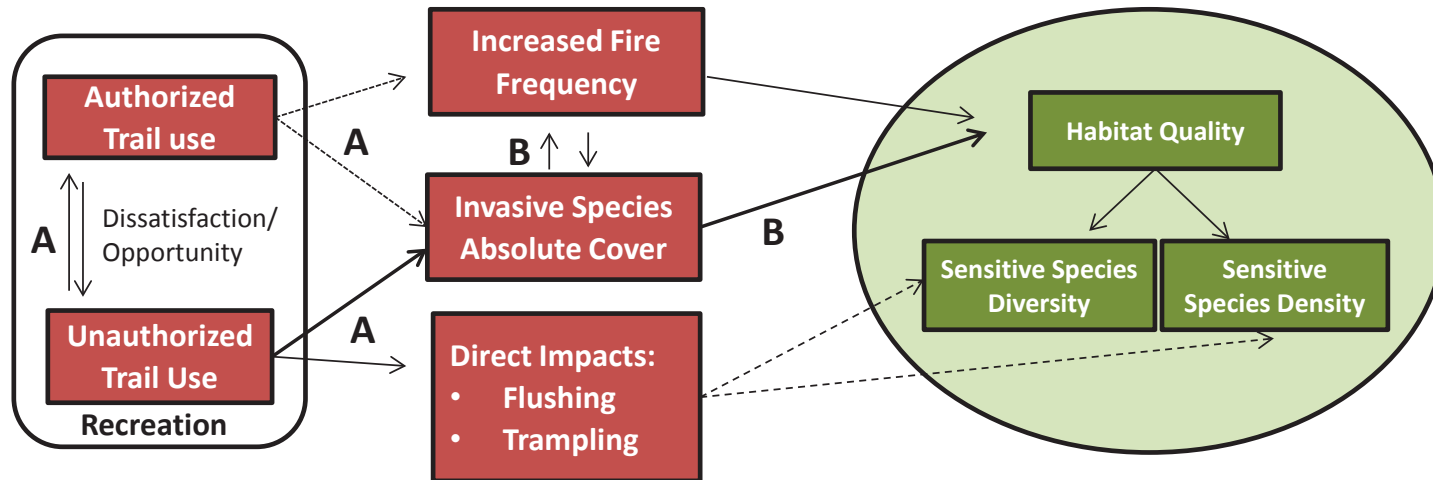 Authorized
Trail use
A
Dissatisfaction/
Opportunity
Unauthorized
Trail Use
Recreation
A
A
Increased Fire
Frequency
B
Invasive Species
Absolute Cover
Direct Impacts:
• Flushing
• Trampling
B
Habitat Quality
Sensitive Species
Diversity
Sensitive
Species Density